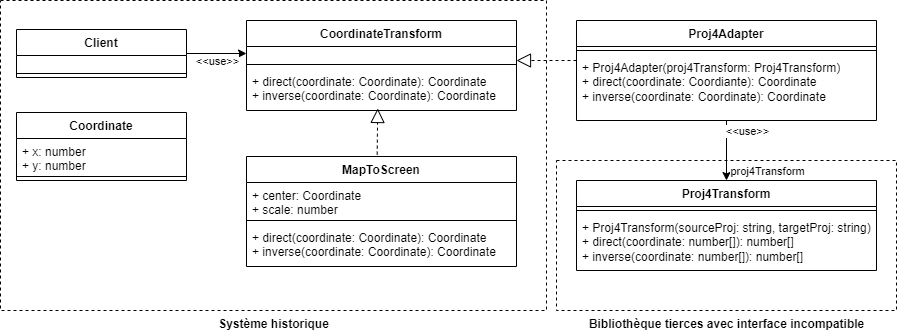 Client
<<use>>
CoordinateTransform
+ direct(coordinate: Coordinate): Coordinate
+ inverse(coordinate: Coordinate): Coordinate
Proj4Adapter
+ Proj4Adapter(proj4Transform: Proj4Transform)
+ direct(coordinate: Coordiante): Coordinate
+ inverse(coordinate: Coordinate): Coordinate
Coordinate
+ x: number
+ y: number
<<use>>
proj4Transform
MapToScreen
+ center: Coordinate
+ scale: number
+ direct(coordinate: Coordinate): Coordinate
+ inverse(coordinate: Coordinate): Coordinate
Proj4Transform
+ Proj4Transform(sourceProj: string, targetProj: string)
+ direct(coordinate: number[]): number[]
+ inverse(coordinate: number[]): number[]
Système historique
Bibliothèque tierces avec interface incompatible